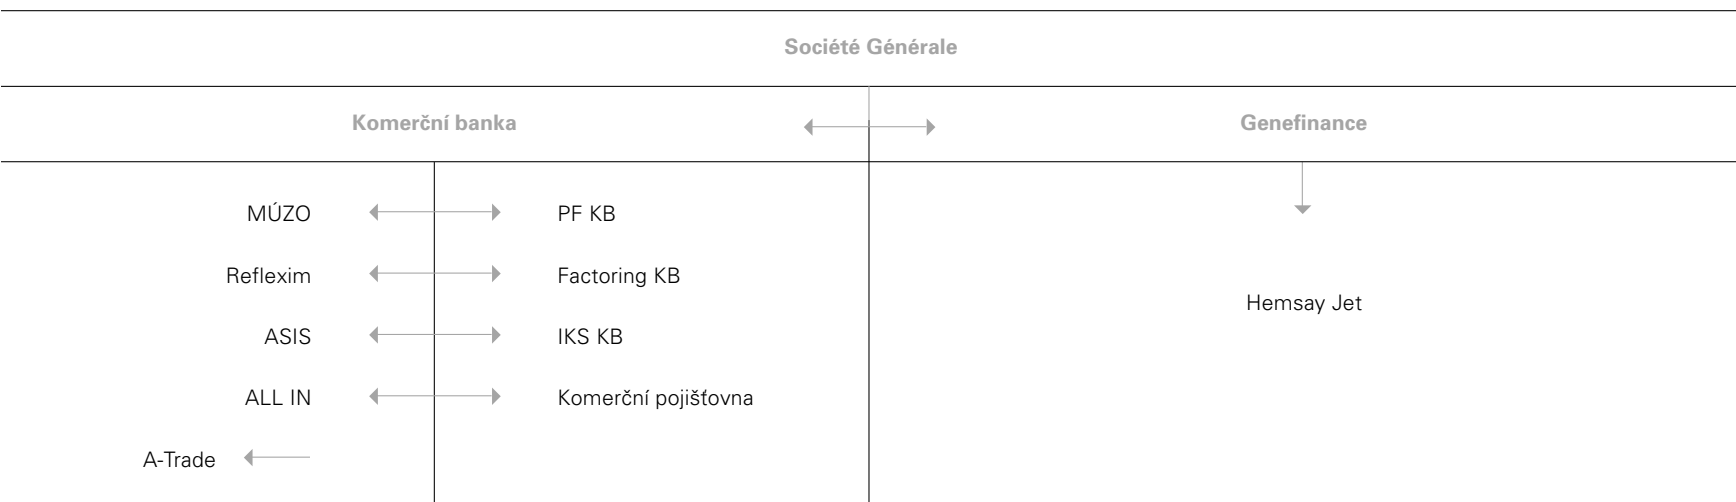 Société Générale
Komerční banka
Genefinance
MÚZO
PF KB
Reflexim
Factoring KB
Hemsay Jet
ASIS
IKS KB
ALL IN
Komerční pojišťovna
A-Trade